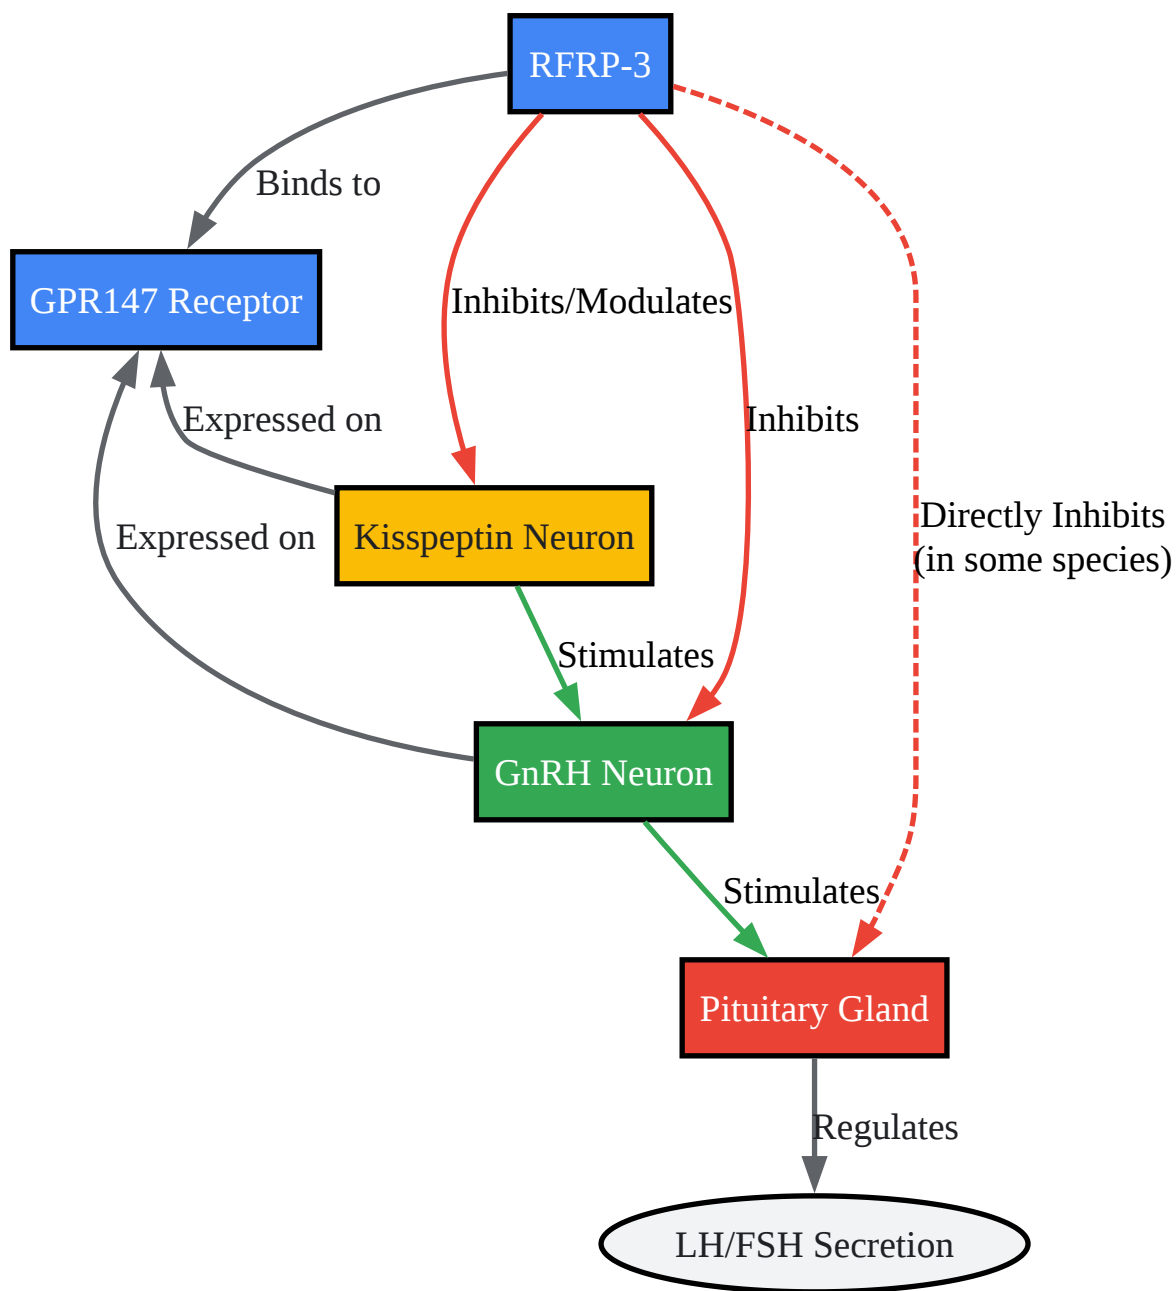 RFRP-3
Binds to
GPR147 Receptor
Inhibits/Modulates
Expressed on
Inhibits
Expressed on
Kisspeptin Neuron
Directly Inhibits
(in some species)
Stimulates
GnRH Neuron
Stimulates
Pituitary Gland
Regulates
LH/FSH Secretion